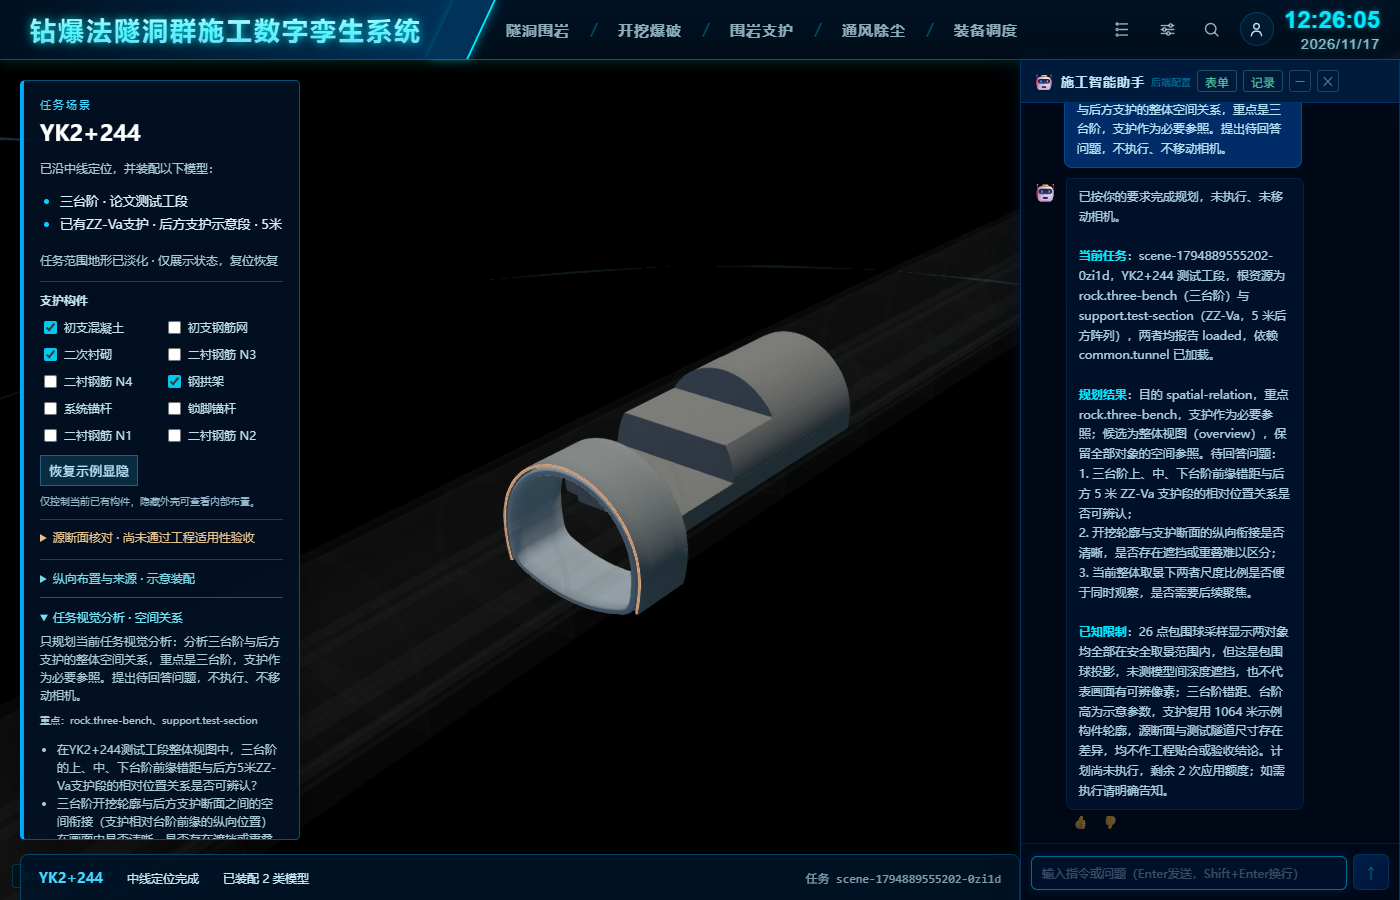 钻爆法隧洞群施工数字孪生系统
隧洞围岩 / 开挖爆破 / 围岩支护 / 通风除尘 / 装备调度
12:26:05
2026/11/17
任务场景
YK2+244
已沿中线定位，并装配以下模型：
三台阶 · 论文测试工段
已有ZZ-Va支护 · 后方支护示意段 · 5米
任务范围地形已淡化 · 仅展示状态，复位恢复
支护构件
初支混凝土 初支钢筋网
二次衬砌 二衬钢筋 N3
二衬钢筋 N4 钢拱架
系统锚杆 锁脚锚杆
二衬钢筋 N1 二衬钢筋 N2
恢复示例显隐
仅控制当前已有构件，隐藏外壳可查看内部布置。
源断面核对 · 尚未通过工程适用性验收
纵向布置与来源 · 示意装配
任务视觉分析 · 空间关系
只规划当前任务视觉分析：分析三台阶与后方
支护的整体空间关系，重点是三台阶，支护作
为必要参照。提出待回答问题，不执行、不移
动相机。
重点：rock.three-bench、support.test-section
在YK2+244测试工段整体视图中，三台阶
的上、中、下台阶前缘错距与后方5米ZZ-
Va支护段的相对位置关系是否可辨认？
三台阶开挖轮廓与后方支护断面之间的空
间衔接（支护相对台阶前缘的纵向位置）
在画面中是否清晰，是否存在遮挡或重叠
施工智能助手 后端配置 表单 记录
与后方支护的整体空间关系，重点是三
台阶，支护作为必要参照。提出待回答
问题，不执行、不移动相机。
已按你的要求完成规划，未执行、未移
动相机。
当前任务：scene-1794889555202-
0zi1d，YK2+244 测试工段，根资源为
rock.three-bench（三台阶）与
support.test-section（ZZ-Va，5 米后
方阵列），两者均报告 loaded，依赖
common.tunnel 已加载。
规划结果：目的 spatial-relation，重点
rock.three-bench，支护作为必要参
照；候选为整体视图（overview），保
留全部对象的空间参照。待回答问题：
1. 三台阶上、中、下台阶前缘错距与后
方 5 米 ZZ-Va 支护段的相对位置关系是
否可辨认；
2. 开挖轮廓与支护断面的纵向衔接是否
清晰，是否存在遮挡或重叠难以区分；
3. 当前整体取景下两者尺度比例是否便
于同时观察，是否需要后续聚焦。
已知限制：26 点包围球采样显示两对象
均全部在安全取景范围内，但这是包围
球投影，未测模型间深度遮挡，也不代
表画面有可辨像素；三台阶错距、台阶
高为示意参数，支护复用 1064 米示例
构件轮廓，源断面与测试隧道尺寸存在
差异，均不作工程贴合或验收结论。计
划尚未执行，剩余 2 次应用额度；如需
执行请明确告知。
输入指令或问题（Enter发送，Shift+Enter换行）
YK2+244 中线定位完成 已装配 2 类模型 任务 scene-1794889555202-0zi1d